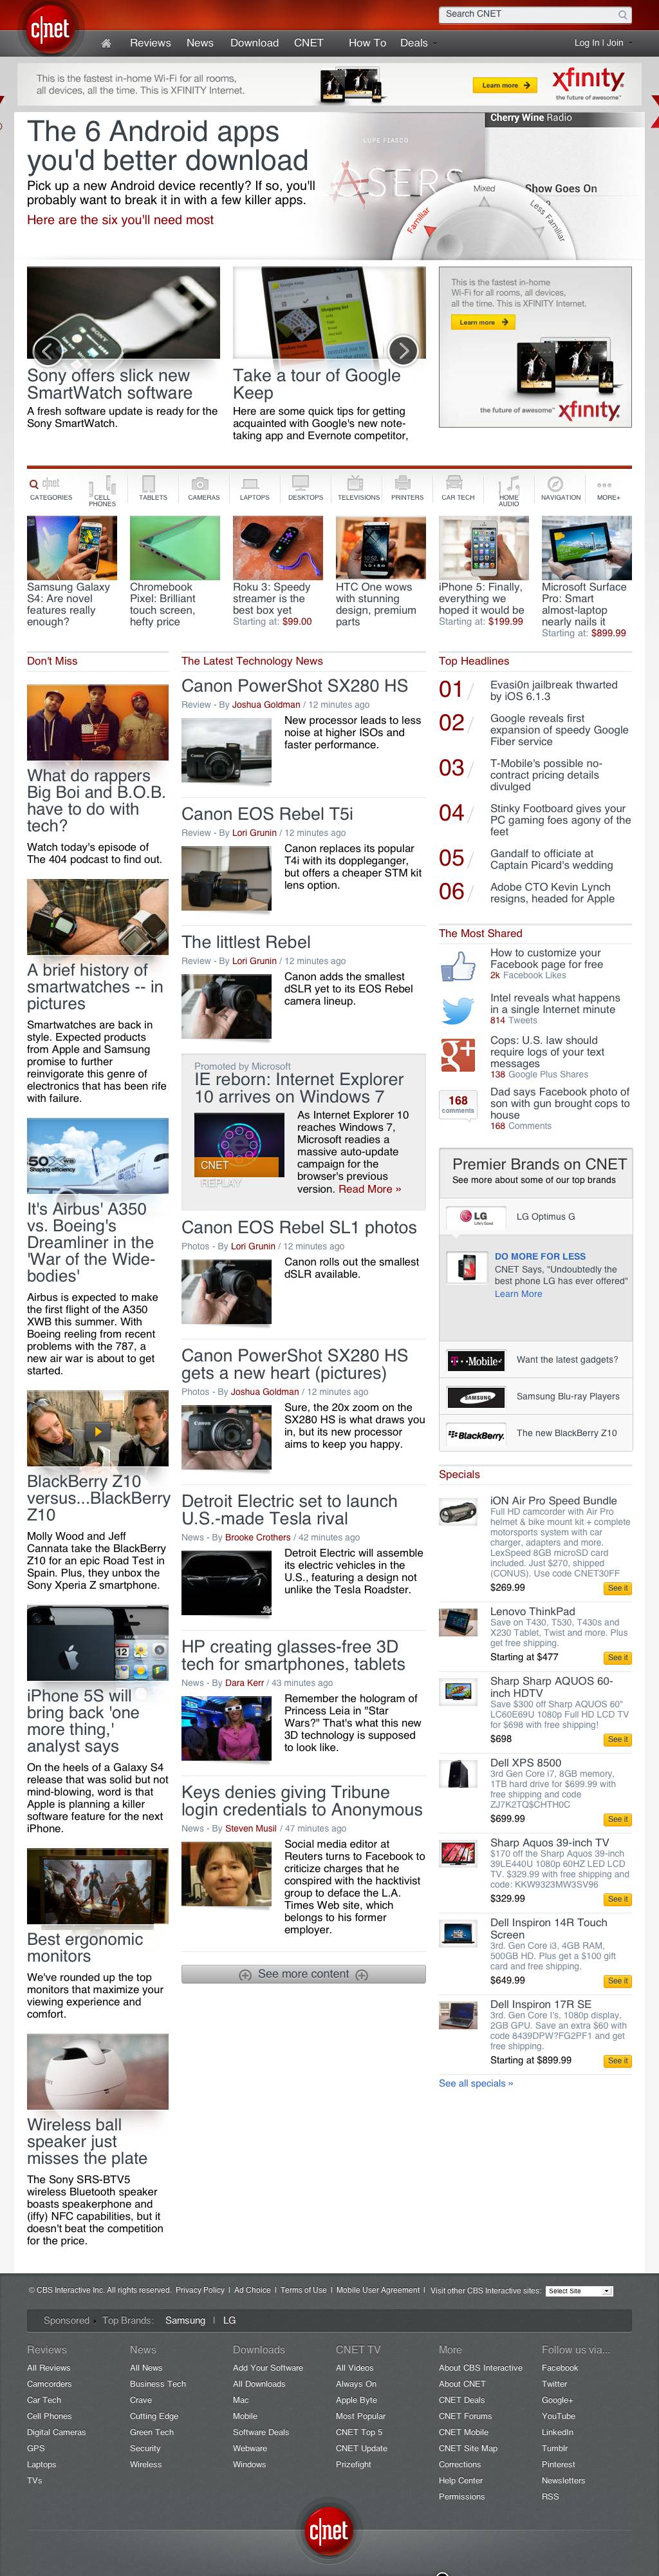 c|net
Search CNET
Reviews News Download CNET How To Deals
Log In | Join
This is the fastest in-home Wi-Fi for all rooms,
all devices, all the time. This is XFINITY Internet.
Learn more
xfinity
the future of awesome
The 6 Android apps
you'd better download
Pick up a new Android device recently? If so, you'll
probably want to break it in with a few killer apps.
Here are the six you'll need most
LUPE FIASCO
LASERS
Cherry Wine Radio
Show Goes On
Familiar
Mixed
Less Familiar
Sony offers slick new
SmartWatch software
A fresh software update is ready for the
Sony SmartWatch.
Take a tour of Google
Keep
Here are some quick tips for getting
acquainted with Google's new note-
taking app and Evernote competitor,
This is the fastest in-home
Wi-Fi for all rooms, all devices,
all the time. This is XFINITY Internet.
Learn more
the future of awesome
xfinity
c|net
CATEGORIES
CELL
PHONES
TABLETS
CAMERAS
LAPTOPS
DESKTOPS
TELEVISIONS
PRINTERS
CAR TECH
HOME
AUDIO
NAVIGATION
MORE+
Samsung Galaxy
S4: Are novel
features really
enough?
Chromebook
Pixel: Brilliant
touch screen,
hefty price
Roku 3: Speedy
streamer is the
best box yet
Starting at: $99.00
HTC One wows
with stunning
design, premium
parts
iPhone 5: Finally,
everything we
hoped it would be
Starting at: $199.99
Microsoft Surface
Pro: Smart
almost-laptop
nearly nails it
Starting at: $899.99
Don't Miss
What do rappers
Big Boi and B.O.B.
have to do with
tech?
Watch today's episode of
The 404 podcast to find out.
A brief history of
smartwatches -- in
pictures
Smartwatches are back in
style. Expected products
from Apple and Samsung
promise to further
reinvigorate this genre of
electronics that has been rife
with failure.
It's Airbus' A350
vs. Boeing's
Dreamliner in the
'War of the Wide-
bodies'
Airbus is expected to make
the first flight of the A350
XWB this summer. With
Boeing reeling from recent
problems with the 787, a
new air war is about to get
started.
BlackBerry Z10
versus...BlackBerry
Z10
Molly Wood and Jeff
Cannata take the BlackBerry
Z10 for an epic Road Test in
Spain. Plus, they unbox the
Sony Xperia Z smartphone.
iPhone 5S will
bring back 'one
more thing,'
analyst says
On the heels of a Galaxy S4
release that was solid but not
mind-blowing, word is that
Apple is planning a killer
software feature for the next
iPhone.
Best ergonomic
monitors
We've rounded up the top
monitors that maximize your
viewing experience and
comfort.
Wireless ball
speaker just
misses the plate
The Sony SRS-BTV5
wireless Bluetooth speaker
boasts speakerphone and
(iffy) NFC capabilities, but it
doesn't beat the competition
for the price.
The Latest Technology News
Canon PowerShot SX280 HS
Review - By Joshua Goldman / 12 minutes ago
New processor leads to less
noise at higher ISOs and
faster performance.
Canon EOS Rebel T5i
Review - By Lori Grunin / 12 minutes ago
Canon replaces its popular
T4i with its doppleganger,
but offers a cheaper STM kit
lens option.
The littlest Rebel
Review - By Lori Grunin / 12 minutes ago
Canon adds the smallest
dSLR yet to its EOS Rebel
camera lineup.
Promoted by Microsoft
IE reborn: Internet Explorer
10 arrives on Windows 7
CNET
REPLAY
As Internet Explorer 10
reaches Windows 7,
Microsoft readies a
massive auto-update
campaign for the
browser's previous
version. Read More »
Canon EOS Rebel SL1 photos
Photos - By Lori Grunin / 12 minutes ago
Canon rolls out the smallest
dSLR available.
Canon PowerShot SX280 HS
gets a new heart (pictures)
Photos - By Joshua Goldman / 12 minutes ago
Sure, the 20x zoom on the
SX280 HS is what draws you
in, but its new processor
aims to keep you happy.
Detroit Electric set to launch
U.S.-made Tesla rival
News - By Brooke Crothers / 42 minutes ago
Detroit Electric will assemble
its electric vehicles in the
U.S., featuring a design not
unlike the Tesla Roadster.
HP creating glasses-free 3D
tech for smartphones, tablets
News - By Dara Kerr / 43 minutes ago
Remember the hologram of
Princess Leia in "Star
Wars?" That's what this new
3D technology is supposed
to look like.
Keys denies giving Tribune
login credentials to Anonymous
News - By Steven Musil / 47 minutes ago
Social media editor at
Reuters turns to Facebook to
criticize charges that he
conspired with the hacktivist
group to deface the L.A.
Times Web site, which
belongs to his former
employer.
See more content
Top Headlines
01 / Evasi0n jailbreak thwarted
by iOS 6.1.3
02 / Google reveals first
expansion of speedy Google
Fiber service
03 / T-Mobile's possible no-
contract pricing details
divulged
04 / Stinky Footboard gives your
PC gaming foes agony of the
feet
05 / Gandalf to officiate at
Captain Picard's wedding
06 / Adobe CTO Kevin Lynch
resigns, headed for Apple
The Most Shared
How to customize your
Facebook page for free
2k Facebook Likes
Intel reveals what happens
in a single Internet minute
814 Tweets
Cops: U.S. law should
require logs of your text
messages
138 Google Plus Shares
168
comments
Dad says Facebook photo of
son with gun brought cops to
house
168 Comments
Premier Brands on CNET
See more about some of our top brands
LG
Life's Good
LG Optimus G
DO MORE FOR LESS
CNET Says, "Undoubtedly the
best phone LG has ever offered"
Learn More
T-Mobile
Want the latest gadgets?
SAMSUNG
Samsung Blu-ray Players
BlackBerry
The new BlackBerry Z10
Specials
iON Air Pro Speed Bundle
Full HD camcorder with Air Pro
helmet & bike mount kit + complete
motorsports system with car
charger, adapters and more.
LexSpeed 8GB microSD card
included. Just $270, shipped
(CONUS). Use code CNET30FF
$269.99
See it
Lenovo ThinkPad
Save on T430, T530, T430s and
X230 Tablet, Twist and more. Plus
get free shipping.
Starting at $477
See it
Sharp Sharp AQUOS 60-
inch HDTV
Save $300 off Sharp AQUOS 60"
LC60E69U 1080p Full HD LCD TV
for $698 with free shipping!
$698
See it
Dell XPS 8500
3rd Gen Core i7, 8GB memory,
1TB hard drive for $699.99 with
free shipping and code
ZJ7K2TQ$CHTH0C
$699.99
See it
Sharp Aquos 39-inch TV
$170 off the Sharp Aquos 39-inch
39LE440U 1080p 60HZ LED LCD
TV. $329.99 with free shipping and
code: KKW9323MW3SV96
$329.99
See it
Dell Inspiron 14R Touch
Screen
3rd. Gen Core i3, 4GB RAM,
500GB HD. Plus get a $100 gift
card and free shipping.
$649.99
See it
Dell Inspiron 17R SE
3rd. Gen Core I's, 1080p display,
2GB GPU. Save an extra $60 with
code 8439DPW?FG2PF1 and get
free shipping.
Starting at $899.99
See it
See all specials »
© CBS Interactive Inc. All rights reserved. Privacy Policy | Ad Choice | Terms of Use | Mobile User Agreement | Visit other CBS Interactive sites: Select Site
Sponsored Top Brands: Samsung | LG
Reviews
All Reviews
Camcorders
Car Tech
Cell Phones
Digital Cameras
GPS
Laptops
TVs
News
All News
Business Tech
Crave
Cutting Edge
Green Tech
Security
Wireless
Downloads
Add Your Software
All Downloads
Mac
Mobile
Software Deals
Webware
Windows
CNET TV
All Videos
Always On
Apple Byte
Most Popular
CNET Top 5
CNET Update
Prizefight
More
About CBS Interactive
About CNET
CNET Deals
CNET Forums
CNET Mobile
CNET Site Map
Corrections
Help Center
Permissions
Follow us via...
Facebook
Twitter
Google+
YouTube
LinkedIn
Tumblr
Pinterest
Newsletters
RSS
c|net